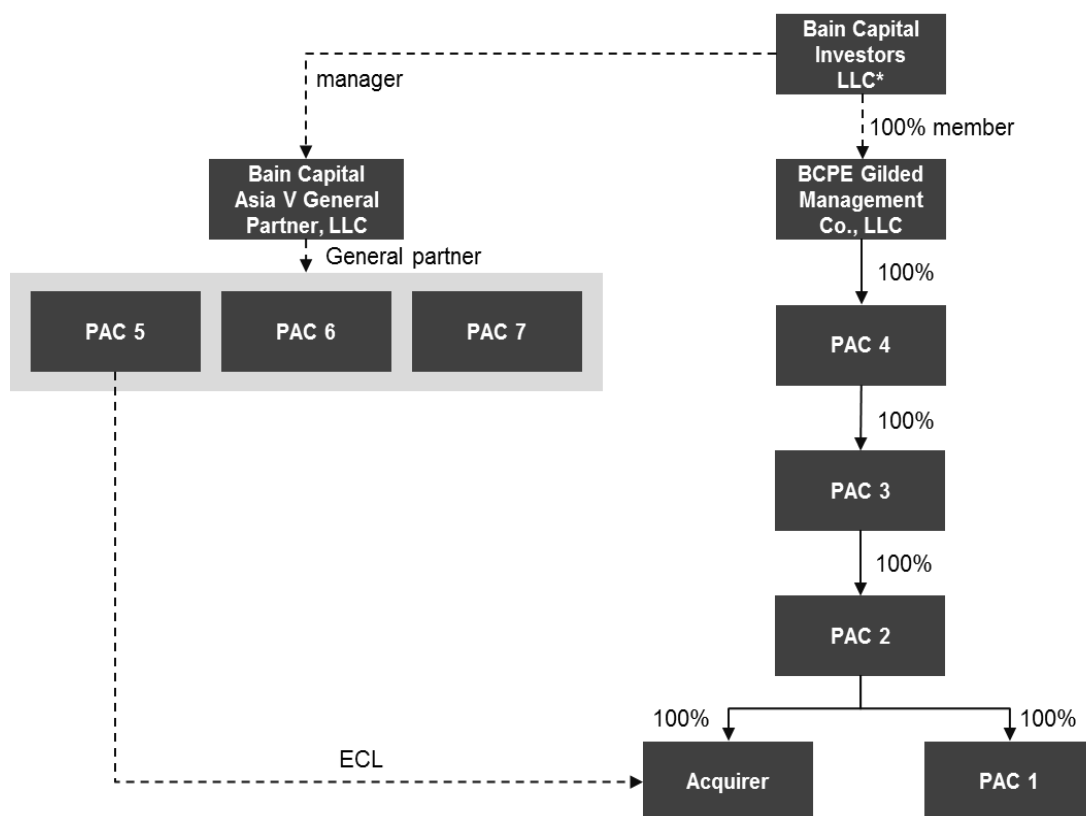 Bain Capital
Investors
LLC*
manager
100% member
Bain Capital
Asia V General
Partner, LLC
BCPE Gilded
Management
Co., LLC
General partner
100%
PAC 5
PAC 6
PAC 7
PAC 4
100%
PAC 3
100%
PAC 2
100%
100%
ECL
Acquirer
PAC 1